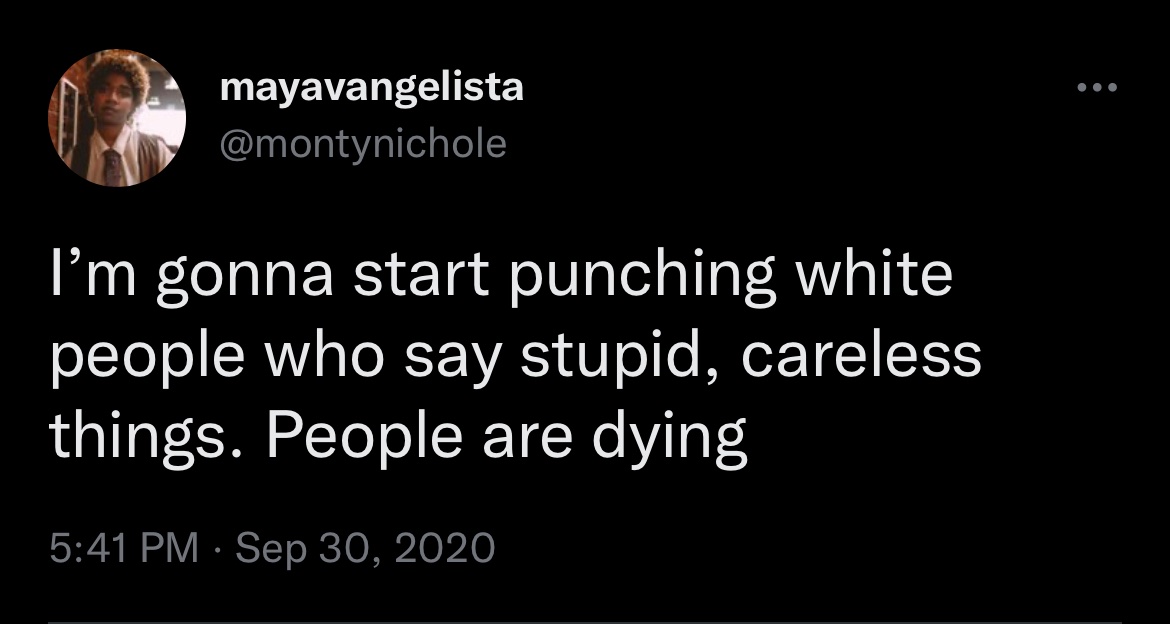 mayavangelista
@montynichole
I’m gonna start punching white
people who say stupid, careless
things. People are dying
5:41 PM · Sep 30, 2020